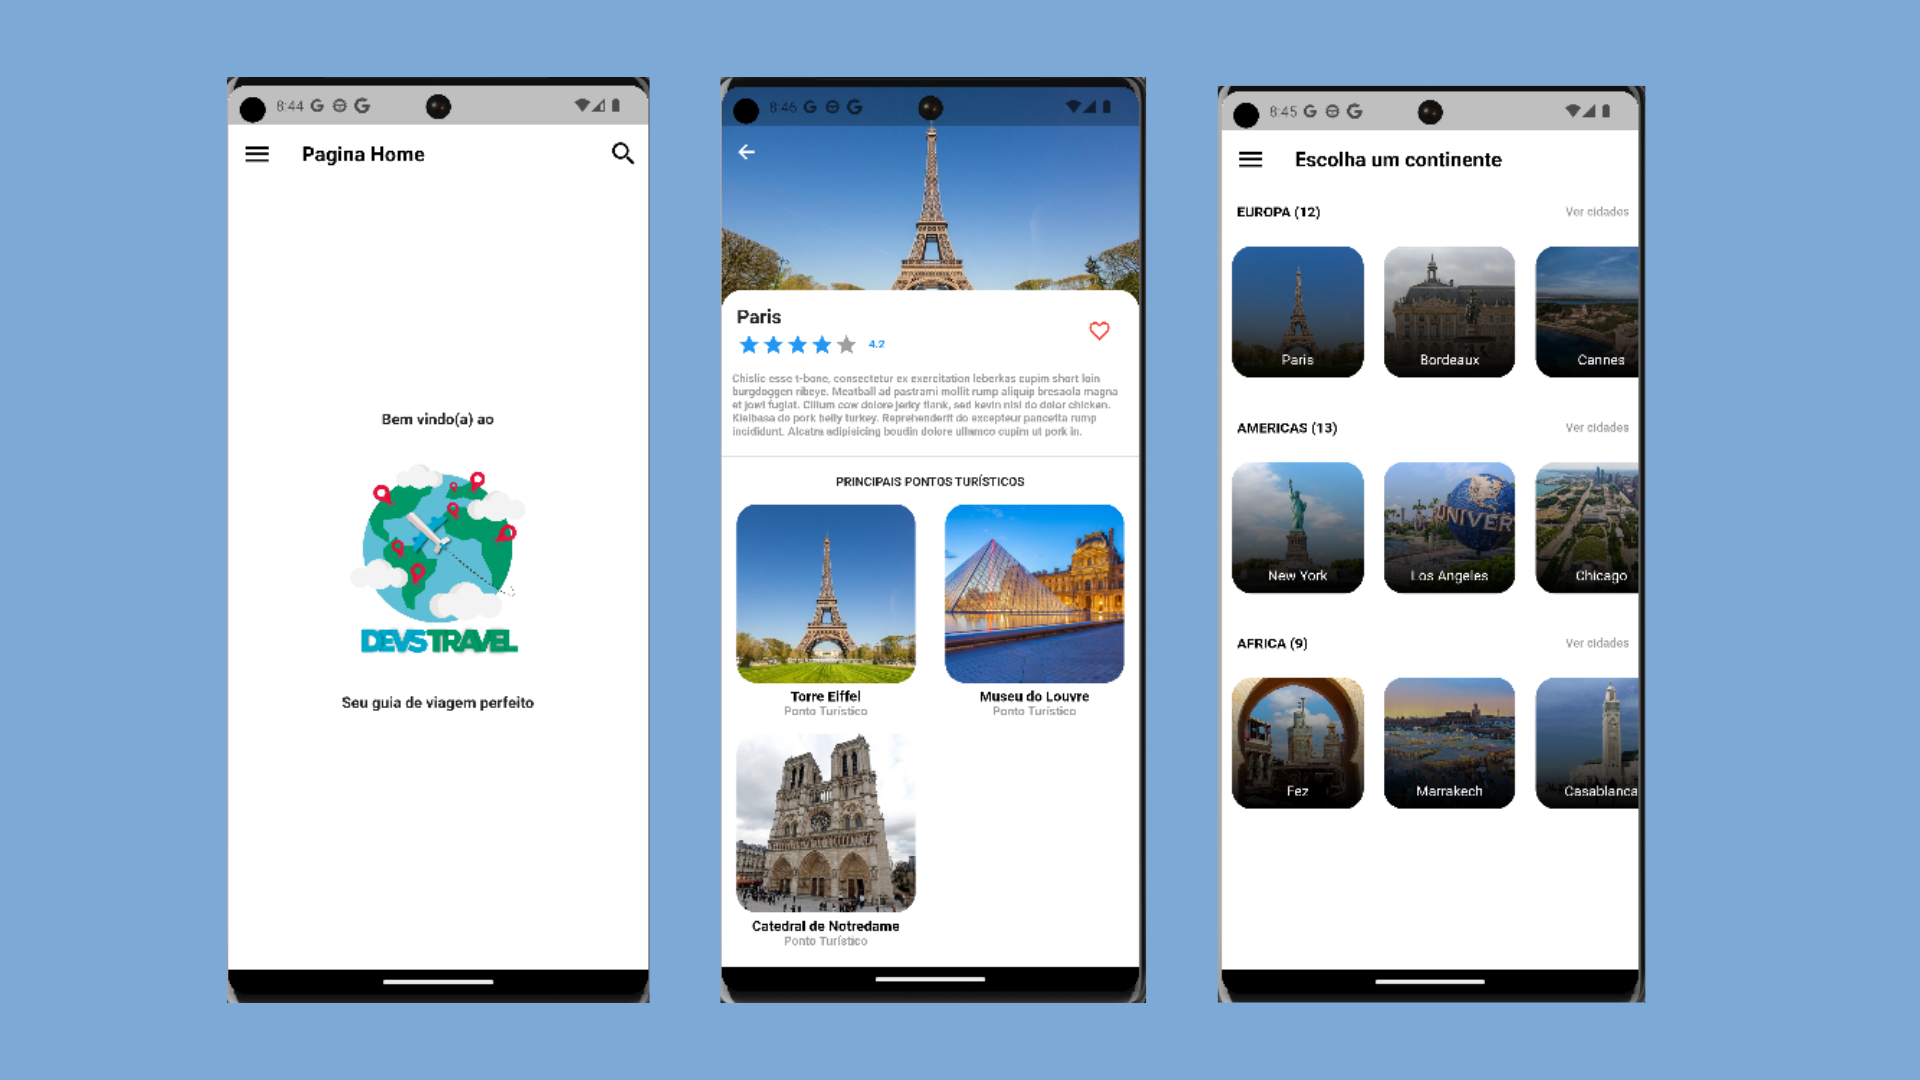 8:44
Pagina Home
Bem vindo(a) ao
DEVSTRAVEL
Seu guia de viagem perfeito
8:46
Paris
4.2
Chislic esse t-bone, consectetur ex exercitation leberkas cupim short loin
burgdoggen ribeye. Meatball ad pastrami mollit rump aliquip bresaola magna
et jowl fugiat. Cillum cow dolore jerky flank, sed kevin nisi do dolor chicken.
Kielbasa do pork belly turkey. Reprehenderit do excepteur pancetta rump
incididunt. Alcatra adipisicing boudin dolore ullamco cupim ut pork in.
PRINCIPAIS PONTOS TURÍSTICOS
Torre Eiffel
Ponto Turístico
Museu do Louvre
Ponto Turístico
Catedral de Notredame
Ponto Turístico
8:45
Escolha um continente
EUROPA (12)
Ver cidades
Paris
Bordeaux
Cannes
AMERICAS (13)
Ver cidades
UNIVER
New York
Los Angeles
Chicago
AFRICA (9)
Ver cidades
Fez
Marrakech
Casablanca